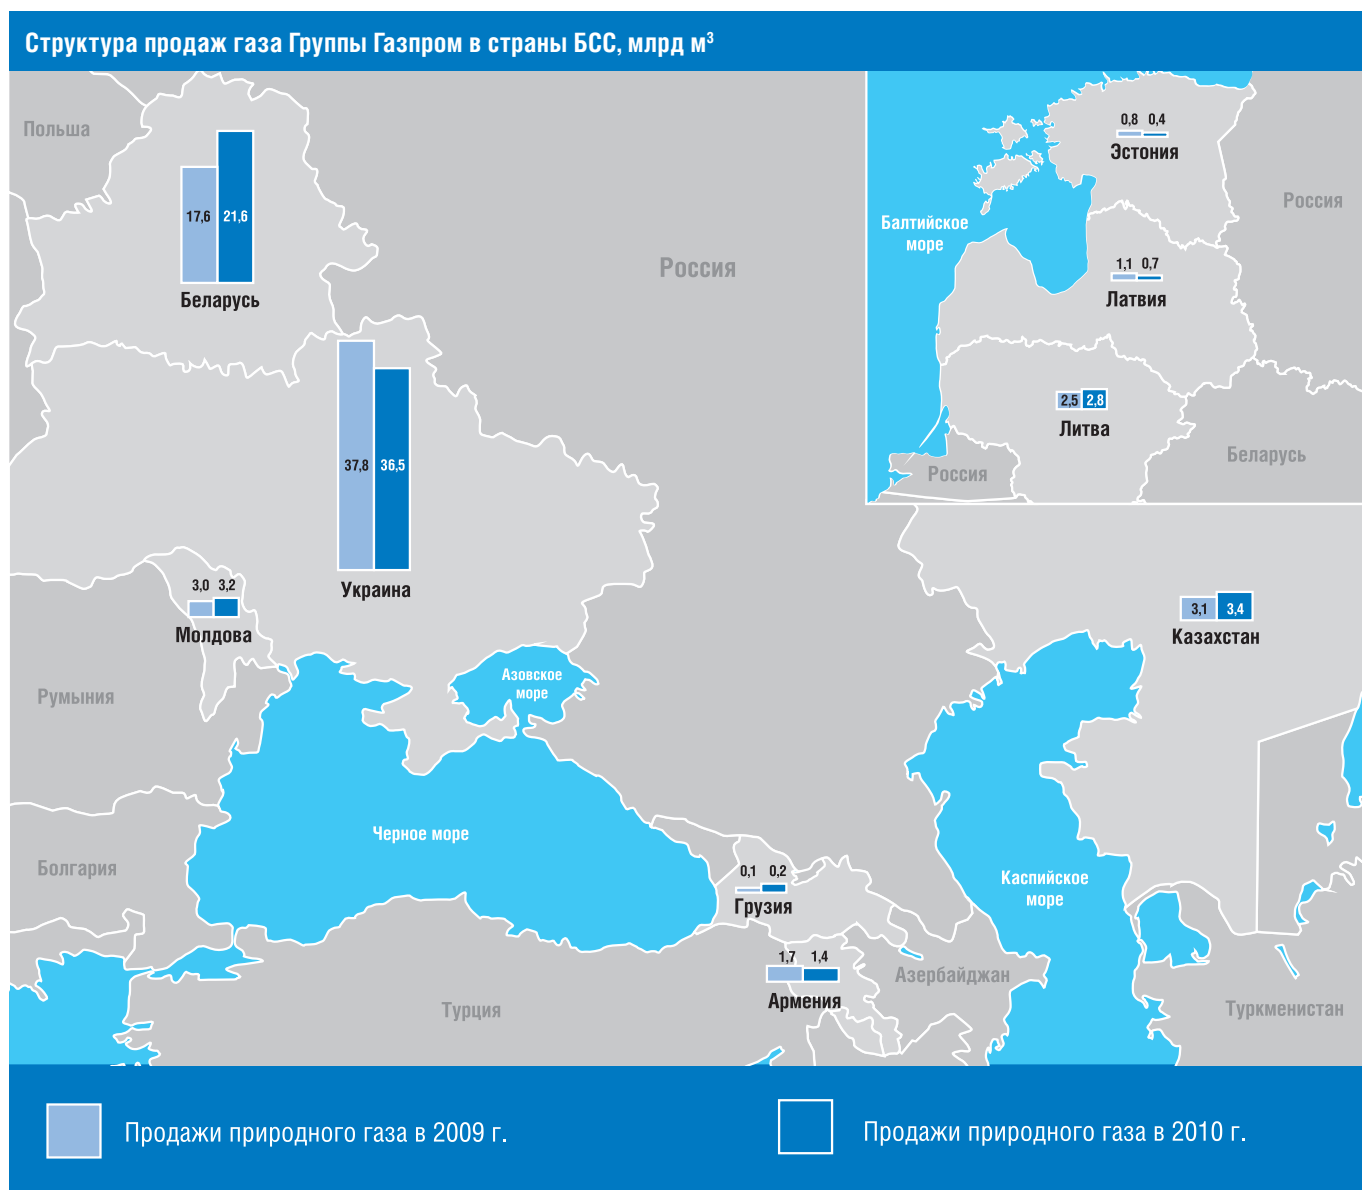 Структура продаж газа Группы Газпром в страны БСС, млрд м³
Польша
17,6 21,6
Беларусь
Россия
37,8 36,5
Украина
3,0 3,2
Молдова
Румыния
Болгария
Азовское
море
Черное море
Турция
0,1 0,2
Грузия
1,7 1,4
Армения
Азербайджан
Каспийское
море
3,1 3,4
Казахстан
Туркменистан
0,8 0,4
Эстония
Россия
Балтийское
море
1,1 0,7
Латвия
2,5 2,8
Литва
Россия
Беларусь
Продажи природного газа в 2009 г.
Продажи природного газа в 2010 г.